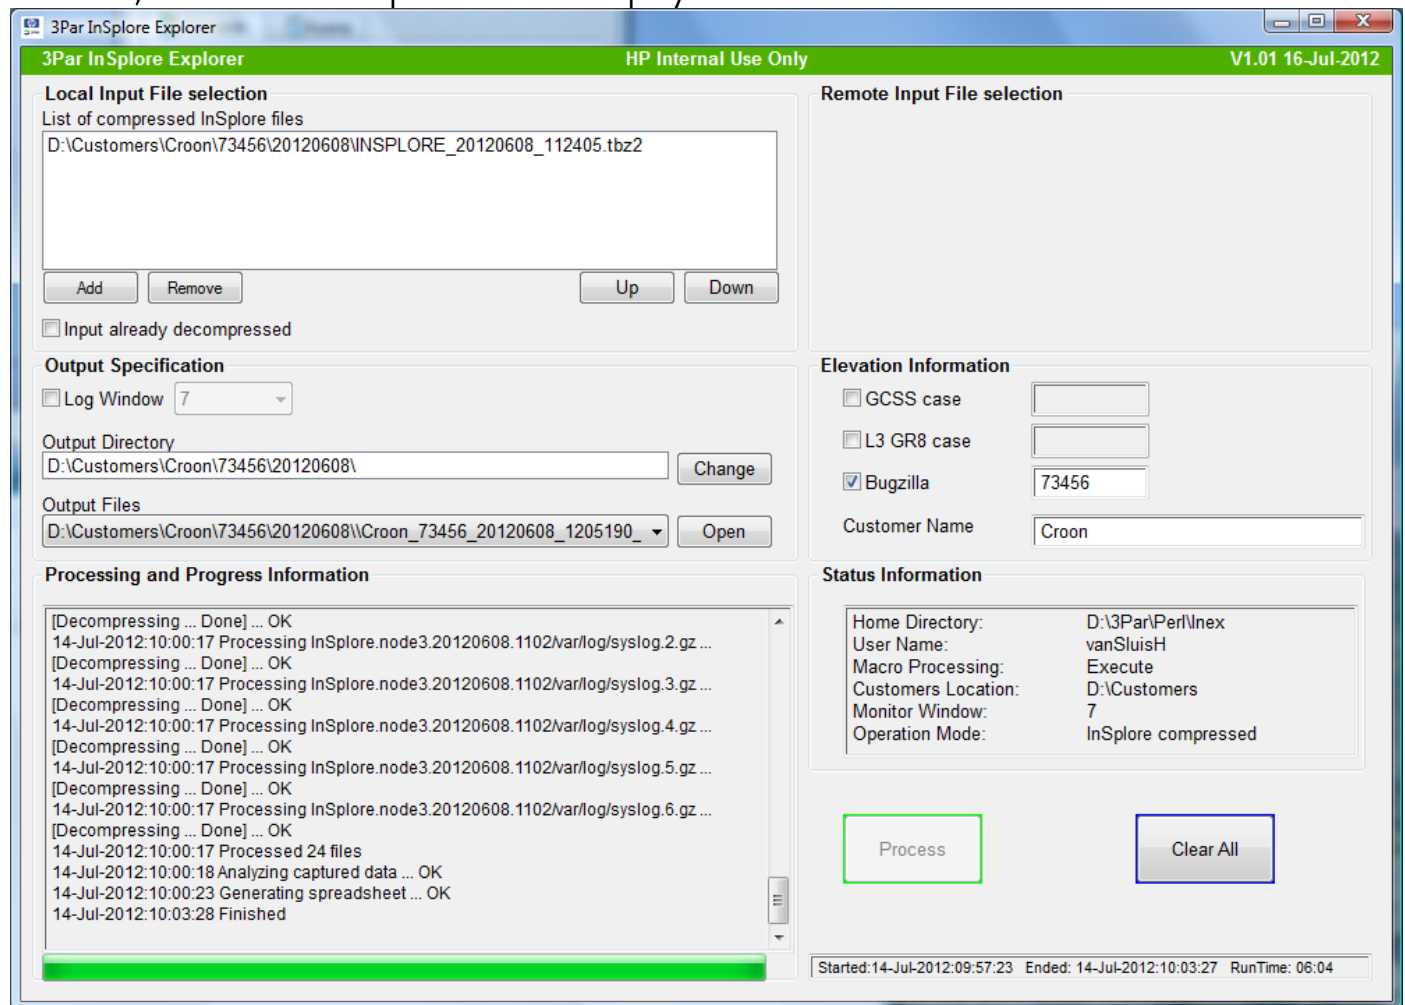 3Par InSplore Explorer
3Par InSplore Explorer HP Internal Use Only V1.01 16-Jul-2012
Local Input File selection
List of compressed InSplore files
D:\Customers\Croon\73456\20120608\INSPLORE_20120608_112405.tbz2
Add Remove Up Down
Input already decompressed
Remote Input File selection
Output Specification
Log Window 7
Output Directory
D:\Customers\Croon\73456\20120608\
Change
Output Files
D:\Customers\Croon\73456\20120608\\Croon_73456_20120608_1205190_
Open
Elevation Information
GCSS case
L3 GR8 case
Bugzilla 73456
Customer Name Croon
Processing and Progress Information
[Decompressing ... Done] ... OK
14-Jul-2012:10:00:17 Processing InSplore.node3.20120608.1102/var/log/syslog.2.gz ...
[Decompressing ... Done] ... OK
14-Jul-2012:10:00:17 Processing InSplore.node3.20120608.1102/var/log/syslog.3.gz ...
[Decompressing ... Done] ... OK
14-Jul-2012:10:00:17 Processing InSplore.node3.20120608.1102/var/log/syslog.4.gz ...
[Decompressing ... Done] ... OK
14-Jul-2012:10:00:17 Processing InSplore.node3.20120608.1102/var/log/syslog.5.gz ...
[Decompressing ... Done] ... OK
14-Jul-2012:10:00:17 Processing InSplore.node3.20120608.1102/var/log/syslog.6.gz ...
[Decompressing ... Done] ... OK
14-Jul-2012:10:00:17 Processed 24 files
14-Jul-2012:10:00:18 Analyzing captured data ... OK
14-Jul-2012:10:00:23 Generating spreadsheet ... OK
14-Jul-2012:10:03:28 Finished
Status Information
Home Directory: D:\3Par\Perl\Inex
User Name: vanSluisH
Macro Processing: Execute
Customers Location: D:\Customers
Monitor Window: 7
Operation Mode: InSplore compressed
Process Clear All
Started:14-Jul-2012:09:57:23 Ended: 14-Jul-2012:10:03:27 RunTime: 06:04